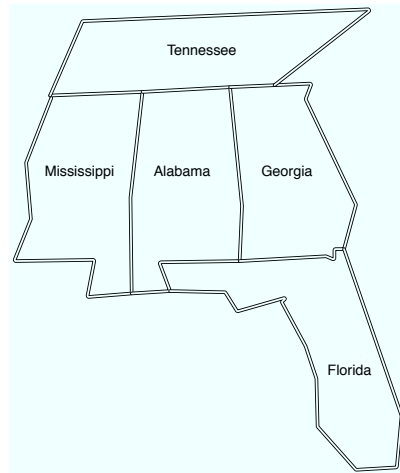 Tennessee
Mississippi
Alabama
Georgia
Florida